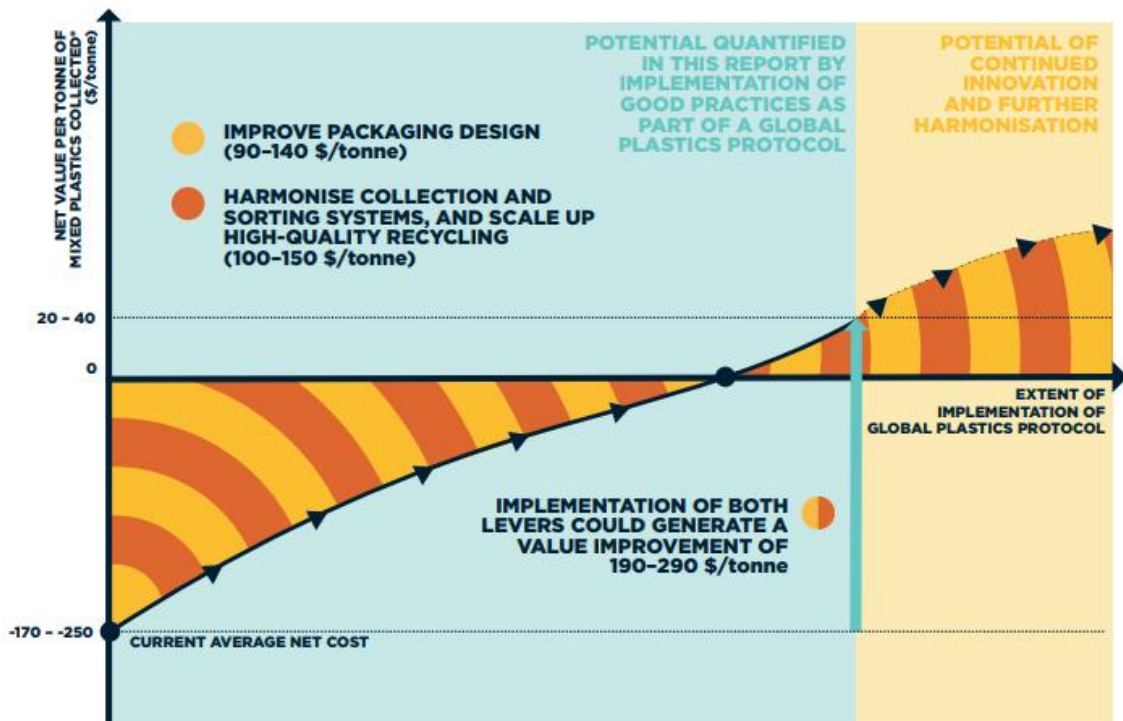 NET VALUE PER TONNE OF
MIXED PLASTICS COLLECTED*
($/tonne)
POTENTIAL QUANTIFIED
IN THIS REPORT BY
IMPLEMENTATION OF
GOOD PRACTICES AS
PART OF A GLOBAL
PLASTICS PROTOCOL
POTENTIAL OF
CONTINUED
INNOVATION
AND FURTHER
HARMONISATION
IMPROVE PACKAGING DESIGN
(90–140 $/tonne)
HARMONISE COLLECTION AND
SORTING SYSTEMS, AND SCALE UP
HIGH-QUALITY RECYCLING
(100–150 $/tonne)
20 – 40
0
EXTENT OF
IMPLEMENTATION OF
GLOBAL PLASTICS PROTOCOL
IMPLEMENTATION OF BOTH
LEVERS COULD GENERATE A
VALUE IMPROVEMENT OF
190–290 $/tonne
-170 – -250
CURRENT AVERAGE NET COST